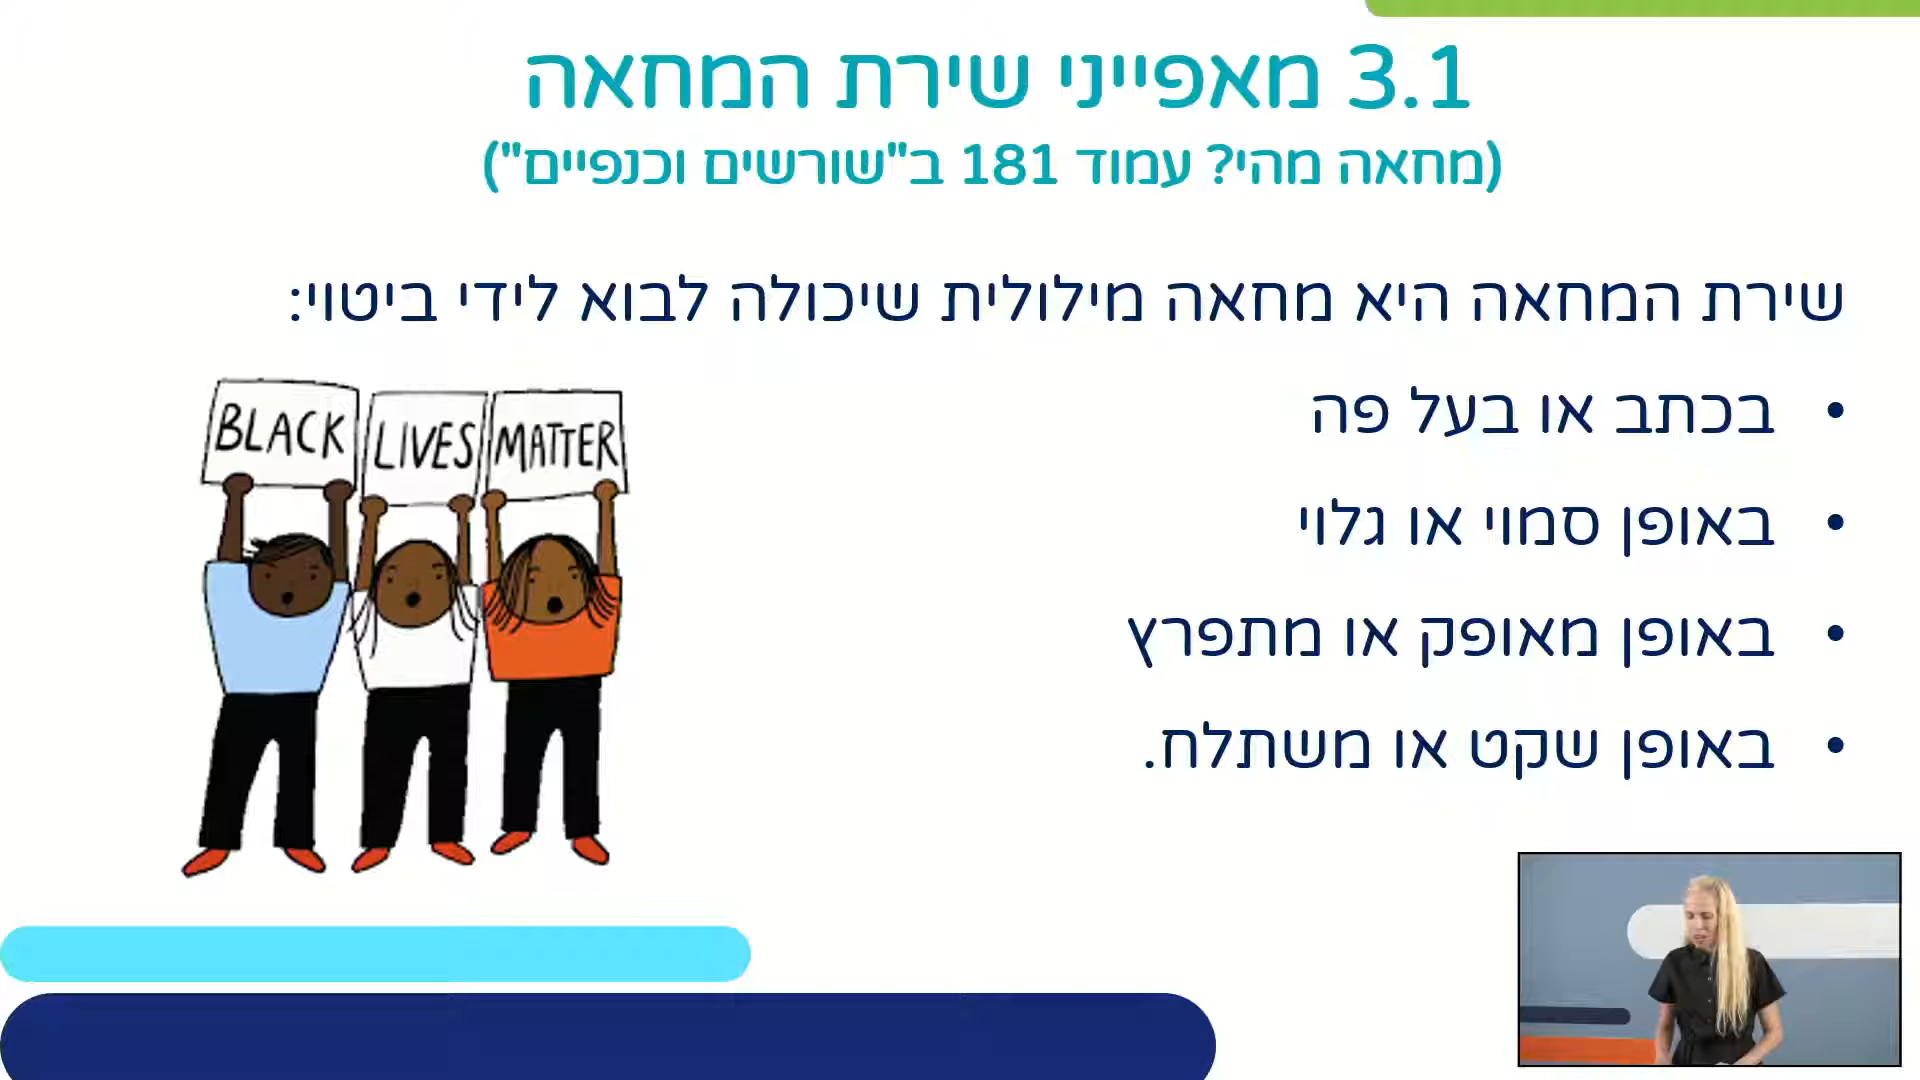 3.1 מאפייני שירת המחאה
(מחאה מהי? עמוד 181 ב"שורשים וכנפיים")
שירת המחאה היא מחאה מילולית שיכולה לבוא לידי ביטוי:
• בכתב או בעל פה
• באופן סמוי או גלוי
• באופן מאופק או מתפרץ
• באופן שקט או משתלח.
BLACK LIVES MATTER